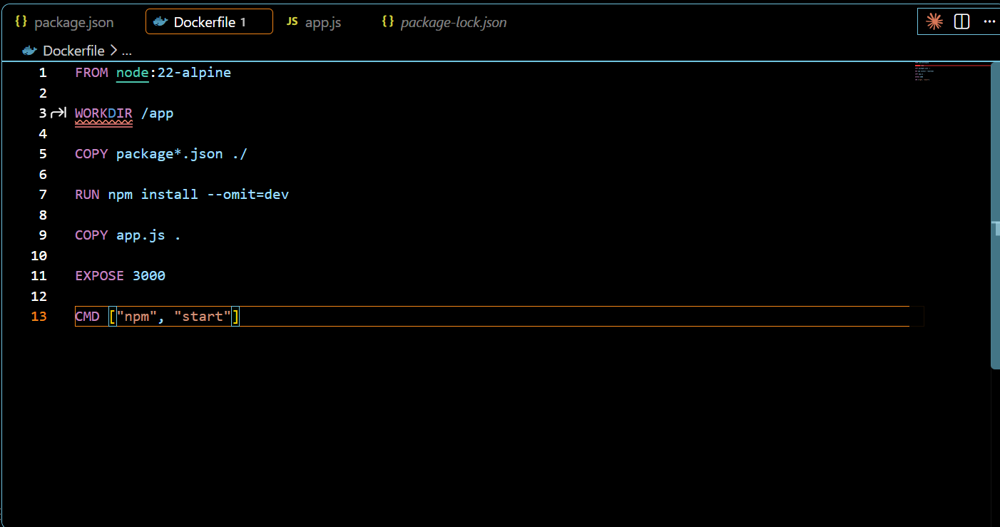 {} package.json Dockerfile 1 JS app.js {} package-lock.json ...
Dockerfile > ...
1 FROM node:22-alpine
2
3 WORKDIR /app
4
5 COPY package*.json ./
6
7 RUN npm install --omit=dev
8
9 COPY app.js .
10
11 EXPOSE 3000
12
13 CMD ["npm", "start"]